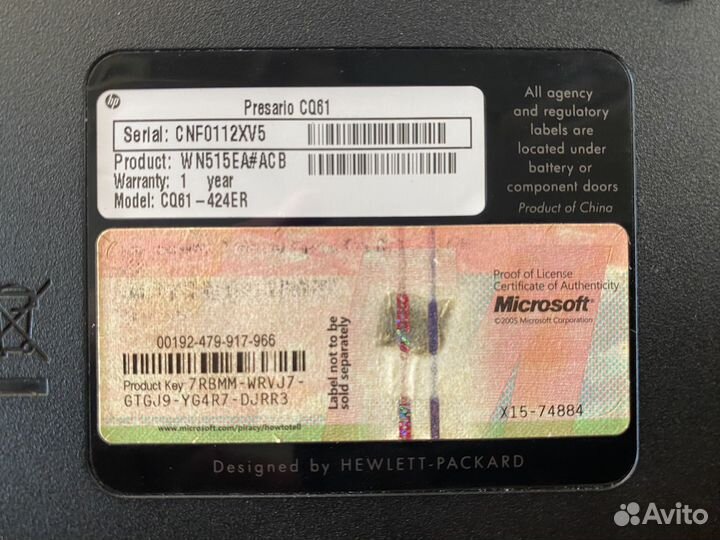 hp
Presario CQ61
Serial: CNF0112XV5
Product: WN515EA#ACB
Warranty: 1 year
Model: CQ61-424ER
All agency
and regulatory
labels are
located under
battery or
component doors
Product of China
Proof of License
Certificate of Authenticity
Microsoft®
©2005 Microsoft Corporation
Label not to be
sold separately
00192-479-917-966
Product Key: 7RBMM-WRVJ7-
GTGJ9-YG4R7-DJRR3
www.microsoft.com/piracy/howtotell
X15-74884
Designed by HEWLETT-PACKARD
Avito